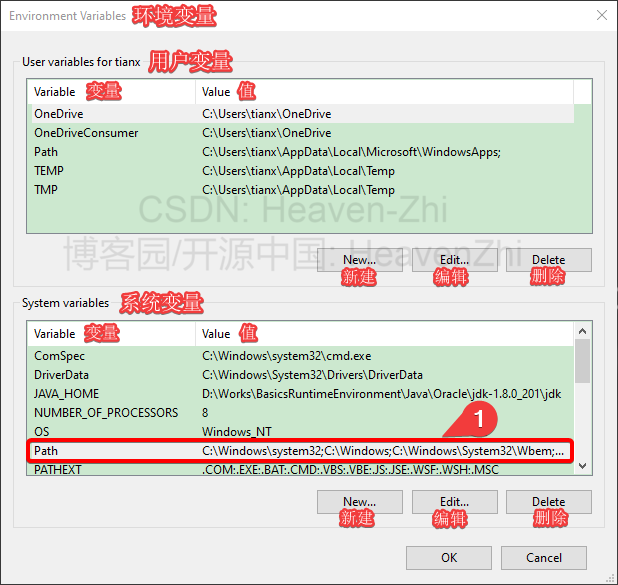 Environment Variables 环境变量
User variables for tianx 用户变量
Variable 变量 Value 值
OneDrive C:\Users\tianx\OneDrive
OneDriveConsumer C:\Users\tianx\OneDrive
Path C:\Users\tianx\AppData\Local\Microsoft\WindowsApps;
TEMP C:\Users\tianx\AppData\Local\Temp
TMP C:\Users\tianx\AppData\Local\Temp
CSDN: Heaven-Zhi
博客园/开源中国: HeavenZhi
New... Edit... Delete
新建 编辑 删除
System variables 系统变量
Variable 变量 Value 值
ComSpec C:\Windows\system32\cmd.exe
DriverData C:\Windows\System32\Drivers\DriverData
JAVA_HOME D:\Works\BasicsRuntimeEnvironment\Java\Oracle\jdk-1.8.0_201\jdk
NUMBER_OF_PROCESSORS 8
OS Windows_NT
1
Path C:\Windows\system32;C:\Windows;C:\Windows\System32\Wbem;...
PATHEXT .COM;.EXE;.BAT;.CMD;.VBS;.VBE;.JS;.JSE;.WSF;.WSH;.MSC
New... Edit... Delete
新建 编辑 删除
OK Cancel